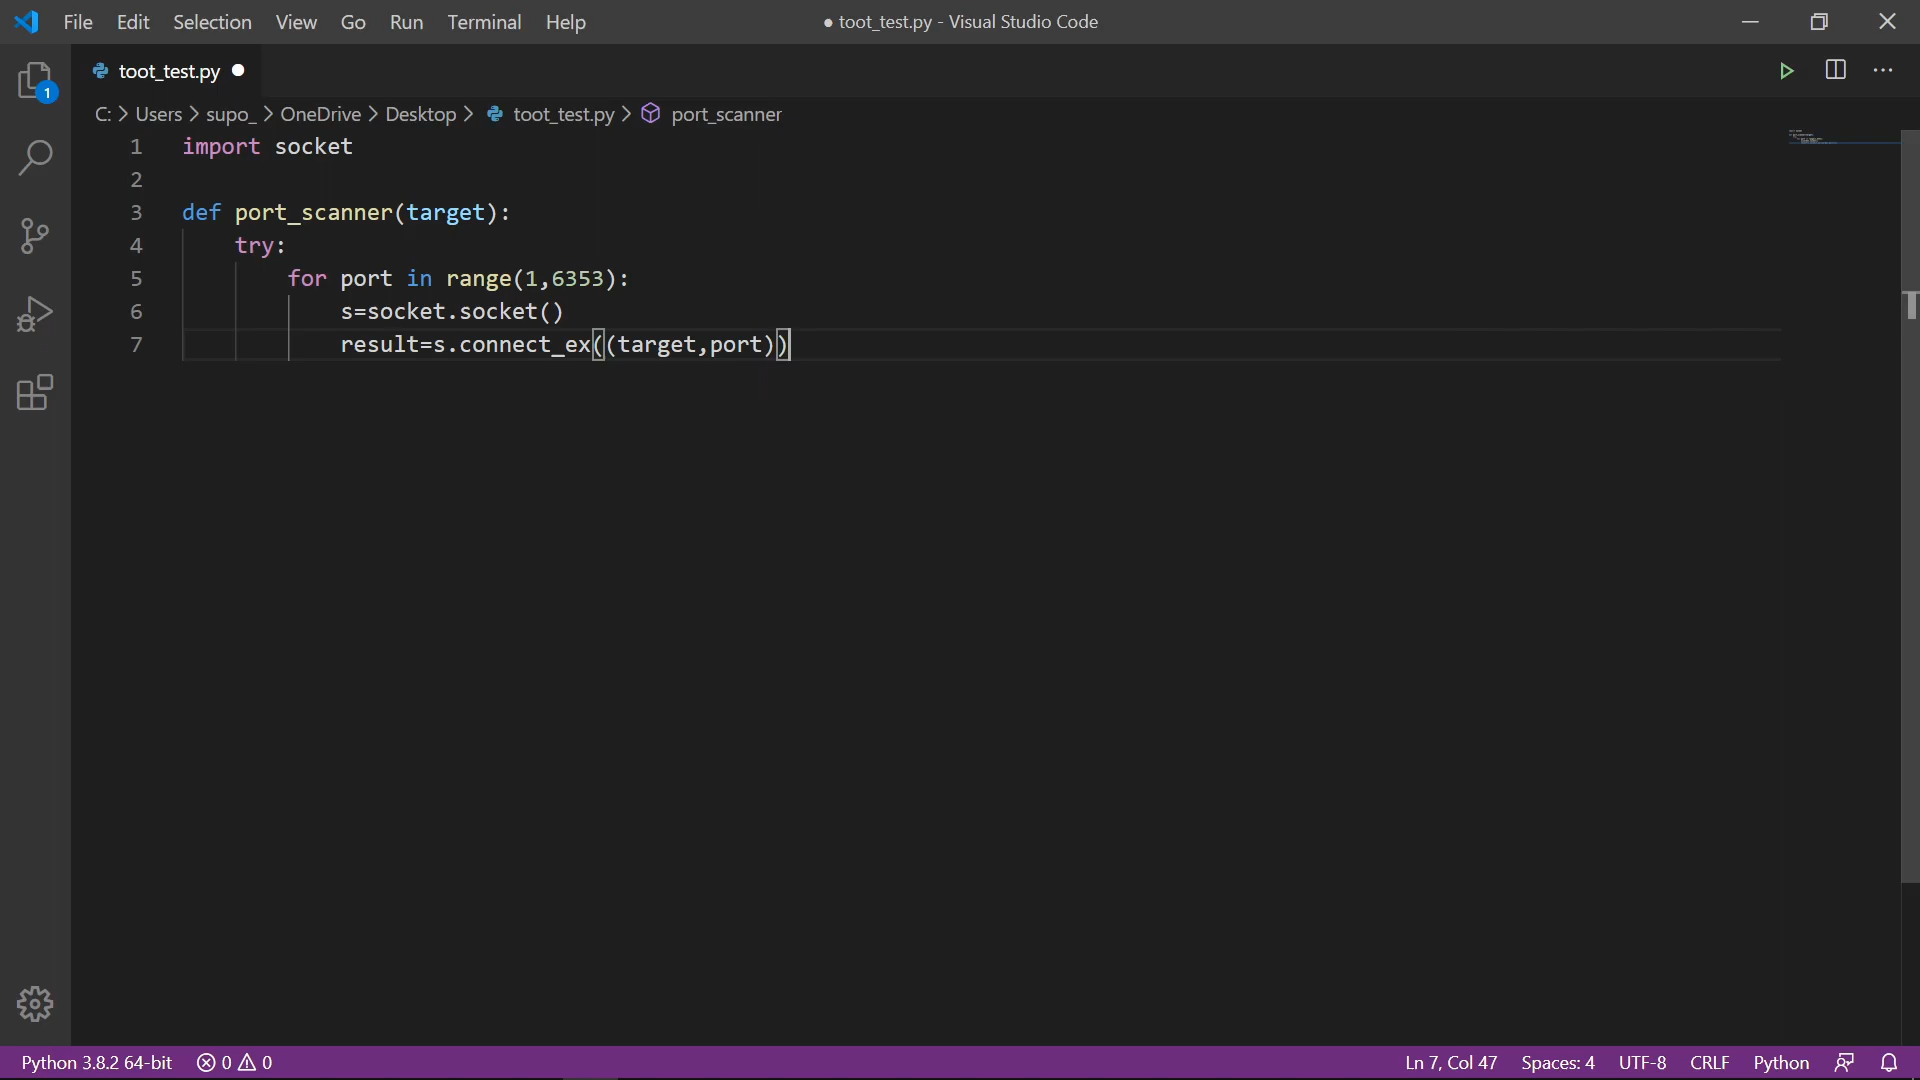 File Edit Selection View Go Run Terminal Help
● toot_test.py - Visual Studio Code
1
toot_test.py ●
C: > Users > supo_ > OneDrive > Desktop > toot_test.py > port_scanner
1 import socket
2
3 def port_scanner(target):
4     try:
5         for port in range(1,6353):
6             s=socket.socket()
7             result=s.connect_ex((target,port))
Python 3.8.2 64-bit 0 0 Ln 7, Col 47 Spaces: 4 UTF-8 CRLF Python